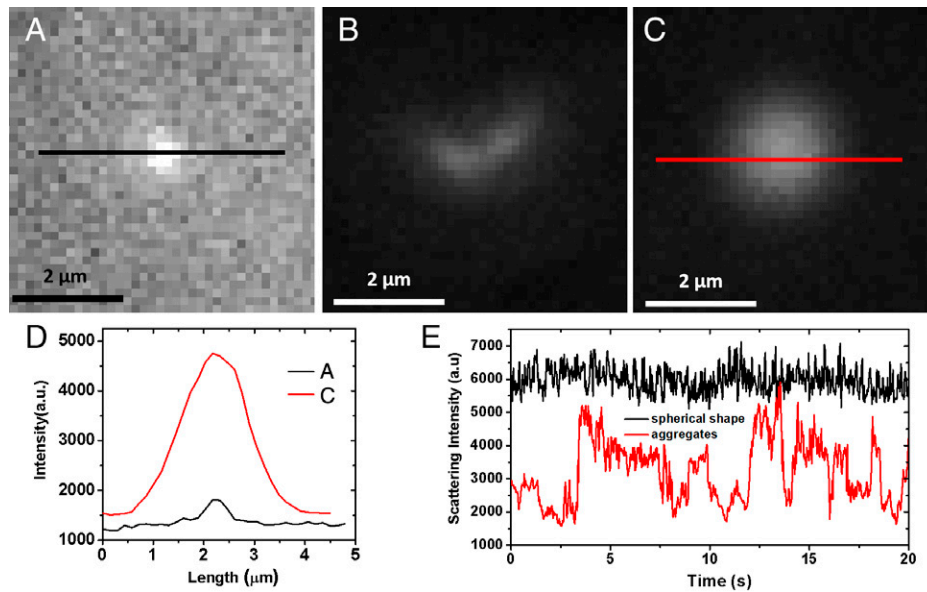 A
B
C
2 μm
2 μm
2 μm
D
5000
4000
3000
2000
1000
Intensity(a.u.)
A
C
0
1
2
3
4
5
Length (μm)
E
7000
6000
5000
4000
3000
2000
1000
Scattering Intensity (a.u)
spherical shape
aggregates
0
5
10
15
20
Time (s)